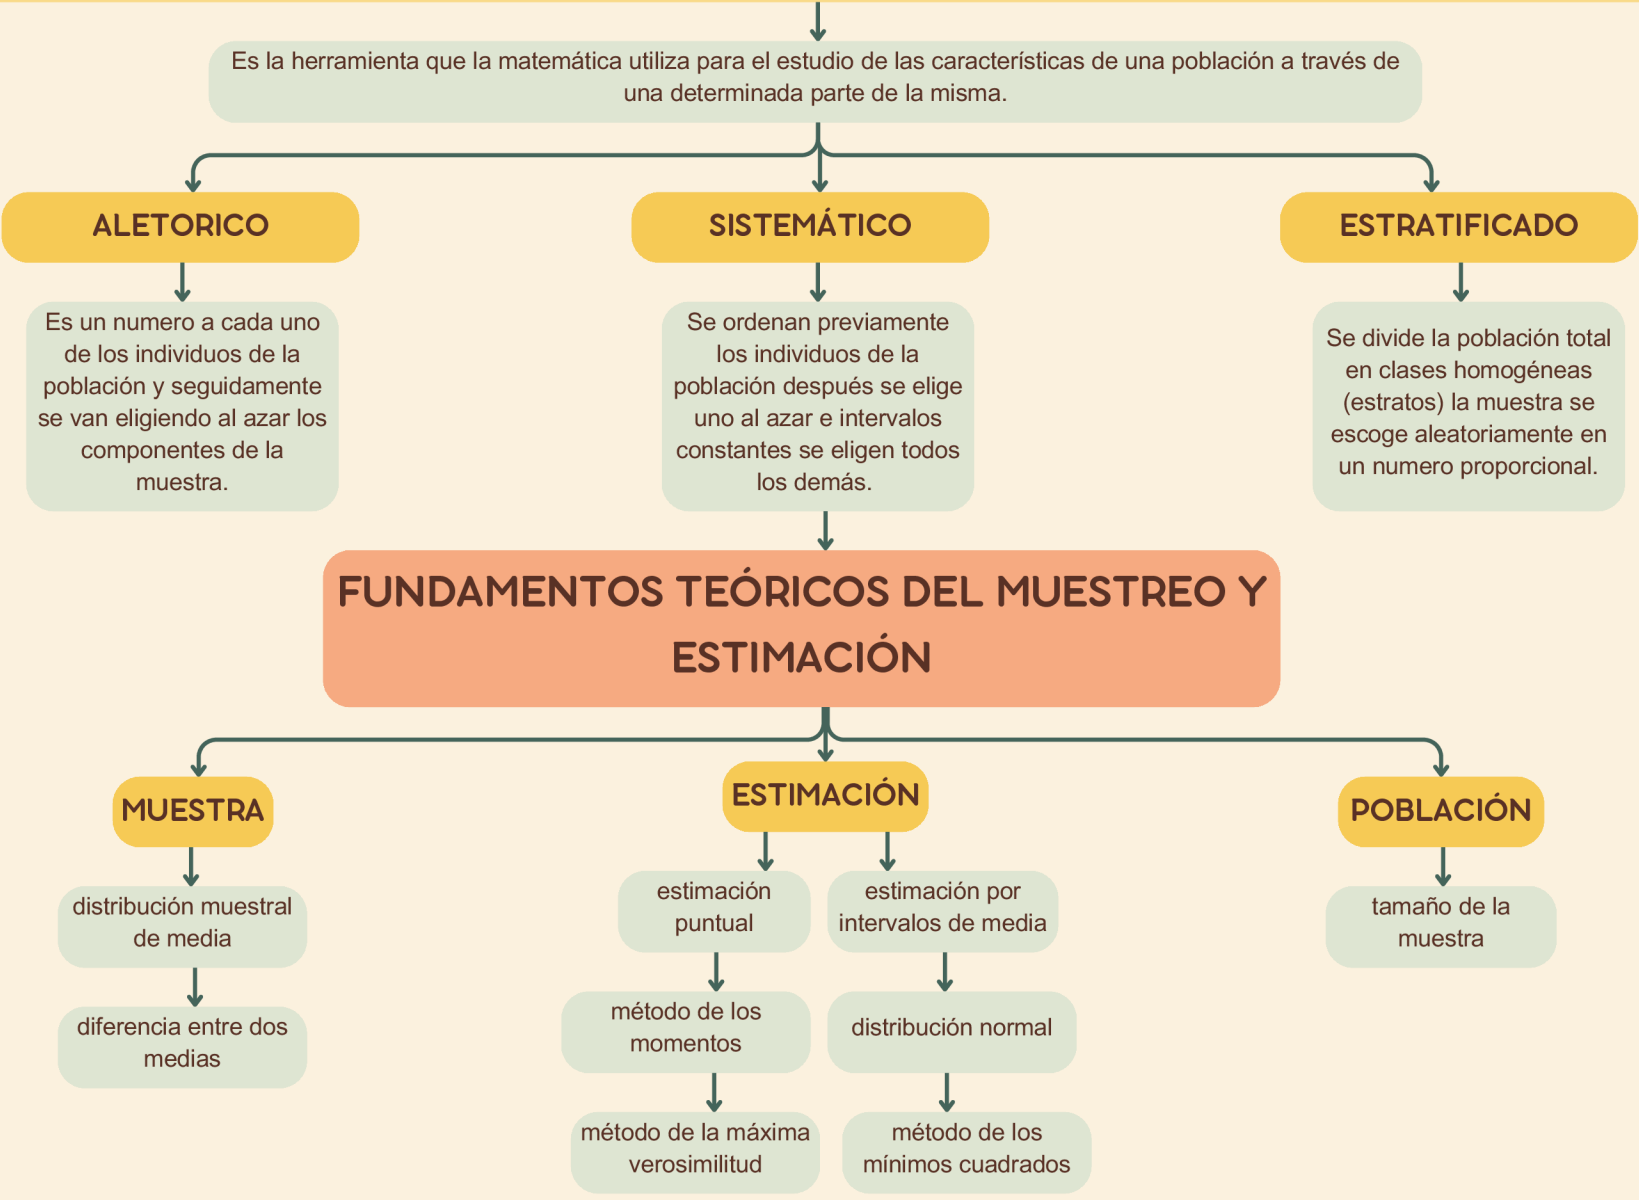 Es la herramienta que la matemática utiliza para el estudio de las características de una población a través de
una determinada parte de la misma.
ALETORICO
SISTEMÁTICO
ESTRATIFICADO
Es un numero a cada uno
de los individuos de la
población y seguidamente
se van eligiendo al azar los
componentes de la
muestra.
Se ordenan previamente
los individuos de la
población después se elige
uno al azar e intervalos
constantes se eligen todos
los demás.
Se divide la población total
en clases homogéneas
(estratos) la muestra se
escoge aleatoriamente en
un numero proporcional.
FUNDAMENTOS TEÓRICOS DEL MUESTREO Y
ESTIMACIÓN
MUESTRA
ESTIMACIÓN
POBLACIÓN
distribución muestral
de media
diferencia entre dos
medias
estimación
puntual
método de los
momentos
método de la máxima
verosimilitud
estimación por
intervalos de media
distribución normal
método de los
mínimos cuadrados
tamaño de la
muestra